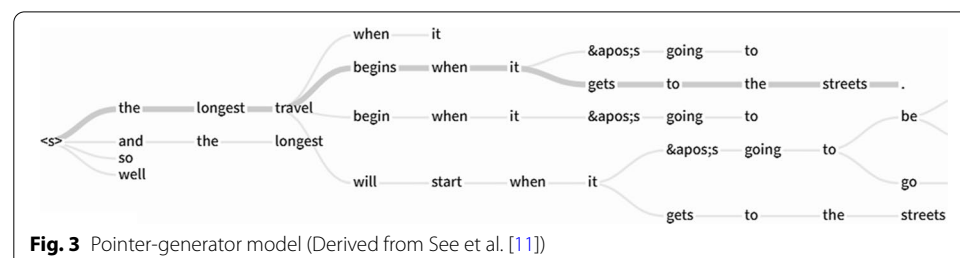 when it
&apos;s going to
begins when it
gets to the streets .
the longest travel
begin when it &apos;s going to be
<s> and the longest
&apos;s going to
so
well
will start when it go
gets to the streets
Fig. 3 Pointer-generator model (Derived from See et al. [11])